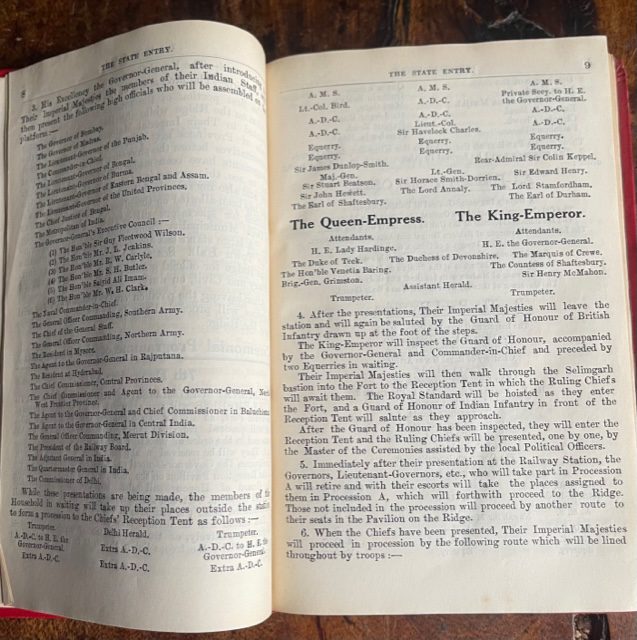 8 THE STATE ENTRY.
3. His Excellency the Governor-General, after introducing
Their Imperial Majesties the members of their Indian Staff,
then present the following high officials who will be assembled
platform:—
The Governor of Bombay.
The Governor of Madras.
The Lieutenant-Governor of the Punjab.
The Commander-in-Chief.
The Lieutenant-Governor of Bengal.
The Lieutenant-Governor of Burma.
The Lieutenant-Governor of Eastern Bengal and Assam.
The Lieutenant-Governor of the United Provinces.
The Chief Justice of Bengal.
The Metropolitan of India.
The Governor-General's Executive Council:—
(1) The Hon'ble Sir Guy Fleetwood Wilson.
(2) The Hon'ble Mr. J. L. Jenkins.
(3) The Hon'ble Mr. R. W. Carlyle.
(4) The Hon'ble Mr. S. H. Butler.
(5) The Hon'ble Saiyid Ali Imam.
(6) The Hon'ble Mr. W. H. Clark.
The Naval Commander-in-Chief.
The General Officer Commanding, Southern Army.
The Chief of the General Staff.
The General Officer Commanding, Northern Army.
The Resident in Mysore.
The Agent to the Governor-General in Rajputana.
The Resident at Hyderabad.
The Chief Commissioner, Central Provinces.
The Chief Commissioner and Agent to the Governor-General,
West Frontier Province.
The Agent to the Governor-General and Chief Commissioner in
The Agent to the Governor-General in Central India.
The General Officer Commanding, Meerut Division.
The President of the Railway Board.
The Adjutant General in India.
The Quartermaster General in India.
The Commissioner of Delhi.
While these presentations are being made, the members of
Household in waiting will take up their places outside the
to form a procession to the Chiefs' Reception Tent as follows:—
Trumpeter. Delhi Herald. Trumpeter.
A.-D.-C. to H. E. the Extra A.-D.-C. A.-D.-C. to H. E. the
Governor-General. Governor-General.
Extra A.-D.-C. Extra A.-D.-C. Extra A.-D.-C.
THE STATE ENTRY. 9
A. M. S. A. M. S. A. M. S.
Lt.-Col. Bird. A.-D.-C. Private Secy. to H. E.
the Governor-General.
A.-D.-C. A.-D.-C. A.-D.-C.
A.-D.-C. Lieut.-Col. A.-D.-C.
Sir Havelock Charles.
Equerry. Equerry. Equerry.
Equerry. Equerry. Equerry.
Sir James Dunlop-Smith. Rear-Admiral Sir Colin Keppel.
Maj.-Gen. Lt.-Gen. Sir Edward Henry.
Sir Stuart Beatson. Sir Horace Smith-Dorrien.
Sir John Hewett. The Lord Annaly. The Lord Stamfordham.
The Earl of Shaftesbury. The Earl of Durham.
The Queen-Empress. The King-Emperor.
Attendants. Attendants.
H. E. Lady Hardinge. H. E. the Governor-General.
The Duke of Teck. The Duchess of Devonshire. The Marquis of Crewe.
The Hon'ble Venetia Baring. The Countess of Shaftesbury.
Brig.-Gen. Grimston. Sir Henry McMahon.
Assistant Herald.
Trumpeter. Trumpeter.
4. After the presentations, Their Imperial Majesties will leave the
station and will again be saluted by the Guard of Honour of British
Infantry drawn up at the foot of the steps.
The King-Emperor will inspect the Guard of Honour, accompanied
by the Governor-General and Commander-in-Chief and preceded by
two Equerries in waiting.
Their Imperial Majesties will then walk through the Selimgarh
bastion into the Fort to the Reception Tent in which the Ruling Chiefs
will await them. The Royal Standard will be hoisted as they enter
the Fort, and a Guard of Honour of Indian Infantry in front of the
Reception Tent will salute as they approach.
After the Guard of Honour has been inspected, they will enter the
Reception Tent and the Ruling Chiefs will be presented, one by one, by
the Master of the Ceremonies assisted by the local Political Officers.
5. Immediately after their presentation at the Railway Station, the
Governors, Lieutenant-Governors, etc., who will take part in Procession
A will retire and with their escorts will take the places assigned to
them in Procession A, which will forthwith proceed to the Ridge.
Those not included in the procession will proceed by another route to
their seats in the Pavilion on the Ridge.
6. When the Chiefs have been presented, Their Imperial Majesties
will proceed in procession by the following route which will be lined
throughout by troops:—